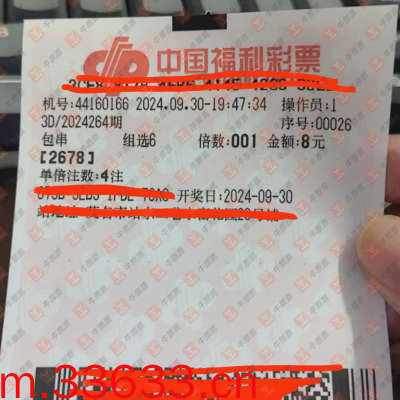 中国福利彩票
机号:44160166 2024.09.30-19:47:34 操作员:1
3D/2024264期 序号:00026
包串 组选6 倍数:001 金额:8元
[2678]
单倍注数:4注
开奖日:2024-09-30
m.33633.cn